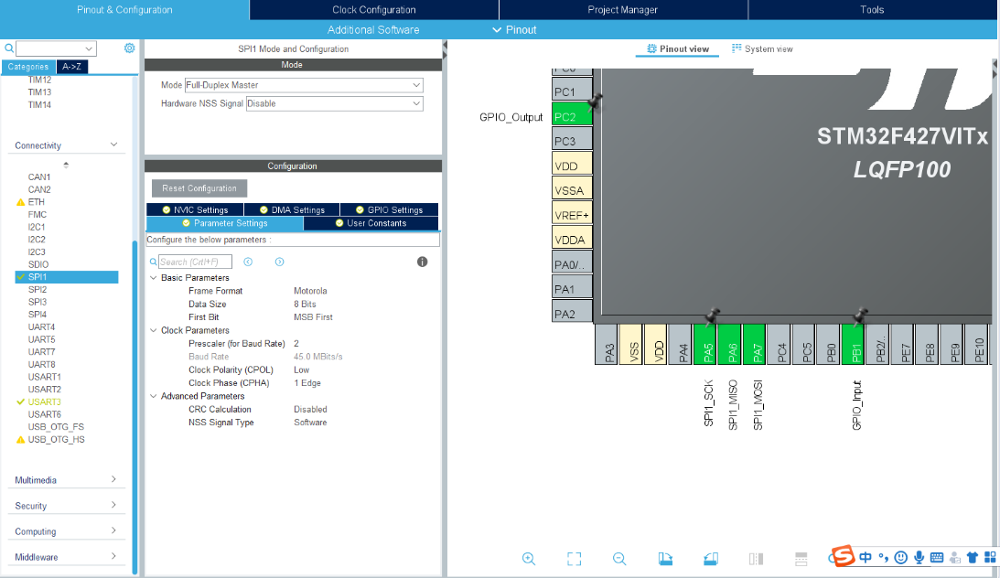 Pinout & Configuration
Clock Configuration
Project Manager
Tools
Additional Software
Pinout
Categories
A->Z
TIM12
TIM13
TIM14
Connectivity
CAN1
CAN2
ETH
FMC
I2C1
I2C2
I2C3
SDIO
SPI1
SPI2
SPI3
SPI4
UART4
UART5
UART7
UART8
USART1
USART2
USART3
USART6
USB_OTG_FS
USB_OTG_HS
Multimedia
Security
Computing
Middleware
SPI1 Mode and Configuration
Mode
Mode Full-Duplex Master
Hardware NSS Signal Disable
Configuration
Reset Configuration
NVIC Settings
DMA Settings
GPIO Settings
Parameter Settings
User Constants
Configure the below parameters :
Search (Crtl+F)
Basic Parameters
Frame Format Motorola
Data Size 8 Bits
First Bit MSB First
Clock Parameters
Prescaler (for Baud Rate) 2
Baud Rate 45.0 MBits/s
Clock Polarity (CPOL) Low
Clock Phase (CPHA) 1 Edge
Advanced Parameters
CRC Calculation Disabled
NSS Signal Type Software
Pinout view
System view
PC0
PC1
GPIO_Output PC2
PC3
VDD
VSSA
VREF+
VDDA
PA0/..
PA1
PA2
STM32F427VITx
LQFP100
PA3
VSS
VDD
PA4
PA5
PA6
PA7
PC4
PC5
PB0
PB1
PB2/..
PE7
PE8
PE9
PE10
SPI1_SCK
SPI1_MISO
SPI1_MOSI
GPIO_Input
中